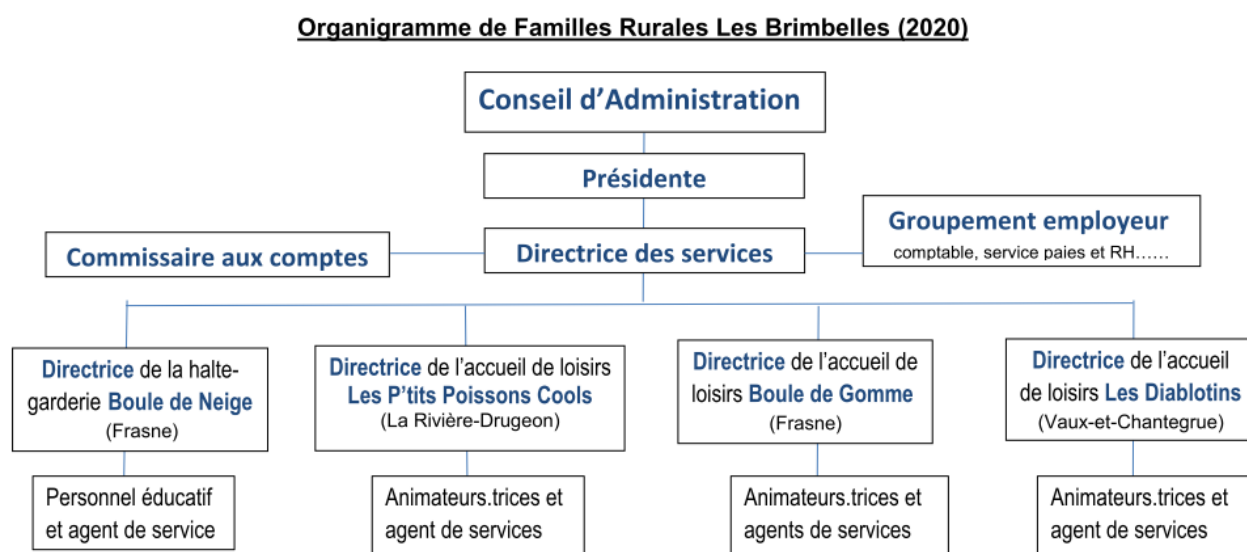 Organigramme de Familles Rurales Les Brimbelles (2020)
Conseil d'Administration
Présidente
Commissaire aux comptes
Directrice des services
Groupement employeur
comptable, service paies et RH......
Directrice de la halte-
garderie Boule de Neige
(Frasne)
Directrice de l'accueil de loisirs
Les P'tits Poissons Cools
(La Rivière-Drugeon)
Directrice de l'accueil de
loisirs Boule de Gomme
(Frasne)
Directrice de l'accueil
de loisirs Les Diablotins
(Vaux-et-Chantegrue)
Personnel éducatif
et agent de service
Animateurs.trices et
agent de services
Animateurs.trices et
agents de services
Animateurs.trices et
agent de services